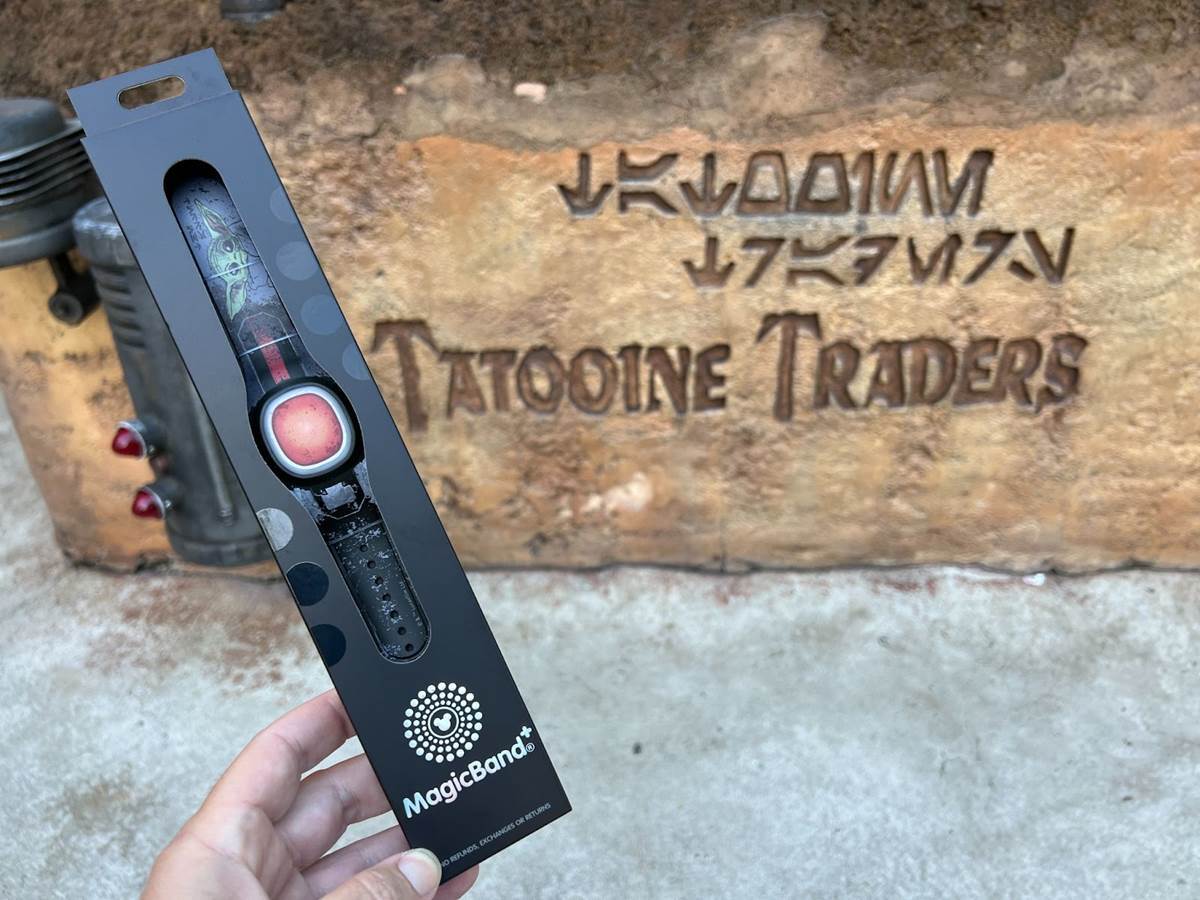 TATOOINE TRADERS
MagicBand+®
NO REFUNDS, EXCHANGES OR RETURNS